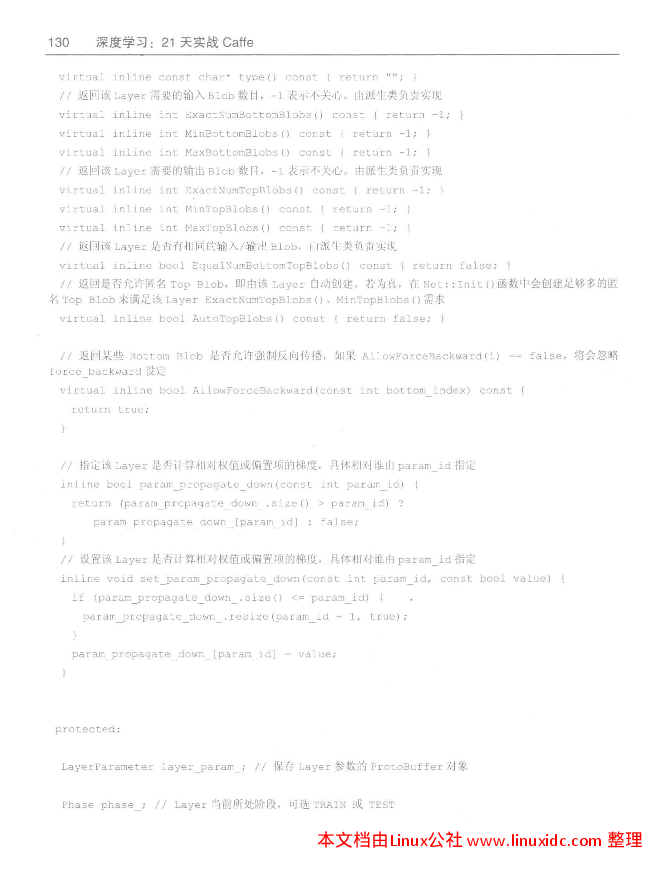 130 深度学习：21 天实战 Caffe
virtual inline const char* type() const { return ""; }
// 返回该 Layer 需要的输入 Blob 数目，-1 表示不关心。由派生类负责实现
virtual inline int ExactNumBottomBlobs() const { return -1; }
virtual inline int MinBottomBlobs() const { return -1; }
virtual inline int MaxBottomBlobs() const { return -1; }
// 返回该 Layer 需要的输出 Blob 数目，-1 表示不关心。由派生类负责实现
virtual inline int ExactNumTopBlobs() const { return -1; }
virtual inline int MinTopBlobs() const { return -1; }
virtual inline int MaxTopBlobs() const { return -1; }
// 返回该 Layer 是否有相同的输入/输出 Blob，由派生类负责实现
virtual inline bool EqualNumBottomTopBlobs() const { return false; }
// 返回是否允许匿名 Top Blob，即由该 Layer 自动创建。若为真，在 Net::Init()函数中会创建足够多的匿
名 Top Blob 来满足该 Layer ExactNumTopBlobs()、MinTopBlobs()需求
virtual inline bool AutoTopBlobs() const { return false; }
// 返回某些 Bottom Blob 是否允许强制反向传播，如果 AllowForceBackward(i) == false，将会忽略
force_backward 设定
virtual inline bool AllowForceBackward(const int bottom_index) const {
return true;
}
// 指定该 Layer 是否计算相对权值或偏置项的梯度，具体相对谁由 param_id 指定
inline bool param_propagate_down(const int param_id) {
return (param_propagate_down_.size() > param_id) ?
param_propagate_down_[param_id] : false;
}
// 设置该 Layer 是否计算相对权值或偏置项的梯度，具体相对谁由 param_id 指定
inline void set_param_propagate_down(const int param_id, const bool value) {
if (param_propagate_down_.size() <= param_id) {
param_propagate_down_.resize(param_id + 1, true);
}
param_propagate_down_[param_id] = value;
}
protected:
LayerParameter layer_param_; // 保存 Layer 参数的 ProtoBuffer 对象
Phase phase_; // Layer 当前所处阶段，可选 TRAIN 或 TEST
本文档由Linux公社 www.linuxidc.com 整理